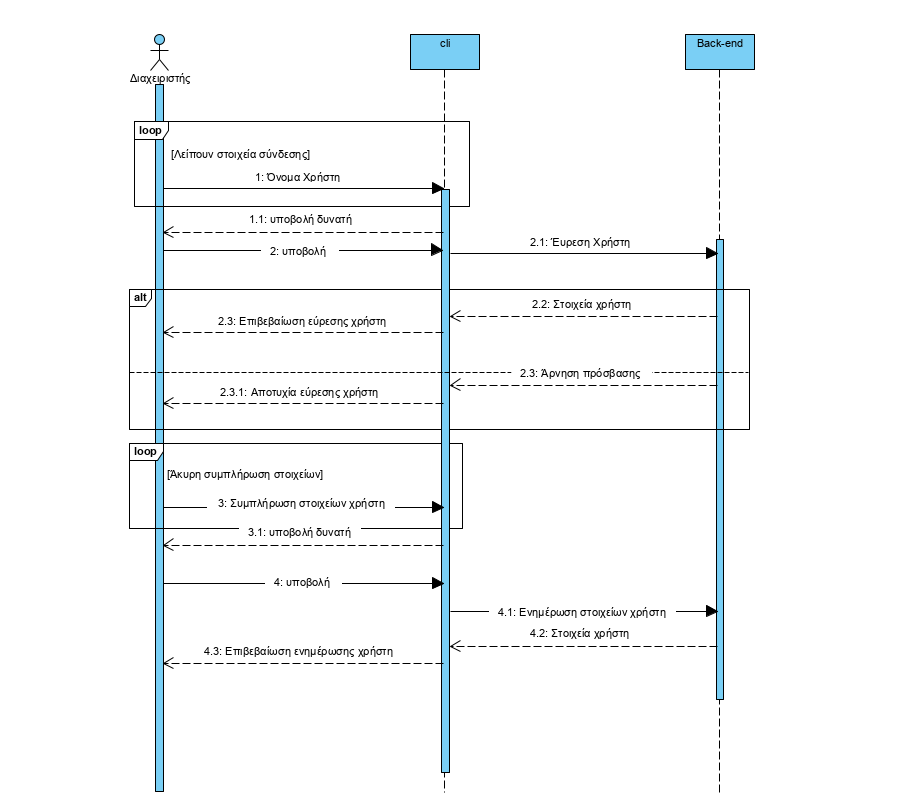 Διαχειριστής
cli
Back-end
loop
[Λείπουν στοιχεία σύνδεσης]
1: Όνομα Χρήστη
1.1: υποβολή δυνατή
2: υποβολή
2.1: Έυρεση Χρήστη
alt
2.2: Στοιχεία χρήστη
2.3: Επιβεβαίωση εύρεσης χρήστη
2.3: Άρνηση πρόσβασης
2.3.1: Αποτυχία εύρεσης χρήστη
loop
[Άκυρη συμπλήρωση στοιχείων]
3: Συμπλήρωση στοιχείων χρήστη
3.1: υποβολή δυνατή
4: υποβολή
4.1: Ενημέρωση στοιχείων χρήστη
4.2: Στοιχεία χρήστη
4.3: Επιβεβαίωση ενημέρωσης χρήστη